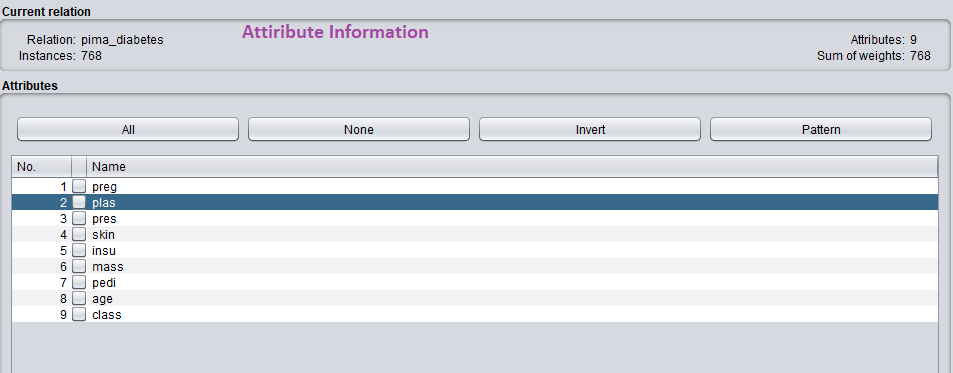 Current relation
Attiribute Information
Relation: pima_diabetes
Attributes: 9
Instances: 768
Sum of weights: 768
Attributes
All None Invert Pattern
No. Name
1 preg
2 plas
3 pres
4 skin
5 insu
6 mass
7 pedi
8 age
9 class